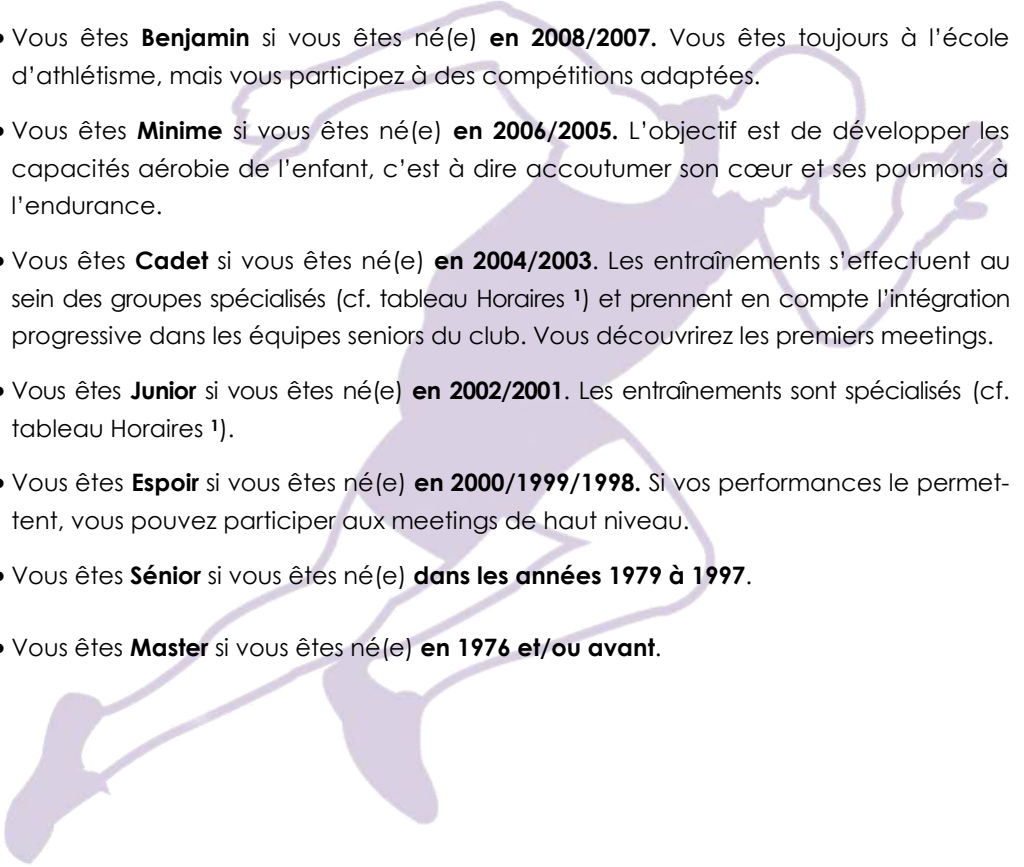 • Vous êtes Benjamin si vous êtes né(e) en 2008/2007. Vous êtes toujours à l’école
d’athlétisme, mais vous participez à des compétitions adaptées.
• Vous êtes Minime si vous êtes né(e) en 2006/2005. L’objectif est de développer les
capacités aérobie de l’enfant, c’est à dire accoutumer son cœur et ses poumons à
l’endurance.
• Vous êtes Cadet si vous êtes né(e) en 2004/2003. Les entraînements s’effectuent au
sein des groupes spécialisés (cf. tableau Horaires ¹) et prennent en compte l’intégration
progressive dans les équipes seniors du club. Vous découvrirez les premiers meetings.
• Vous êtes Junior si vous êtes né(e) en 2002/2001. Les entraînements sont spécialisés (cf.
tableau Horaires ¹).
• Vous êtes Espoir si vous êtes né(e) en 2000/1999/1998. Si vos performances le permet-
tent, vous pouvez participer aux meetings de haut niveau.
• Vous êtes Sénior si vous êtes né(e) dans les années 1979 à 1997.
• Vous êtes Master si vous êtes né(e) en 1976 et/ou avant.